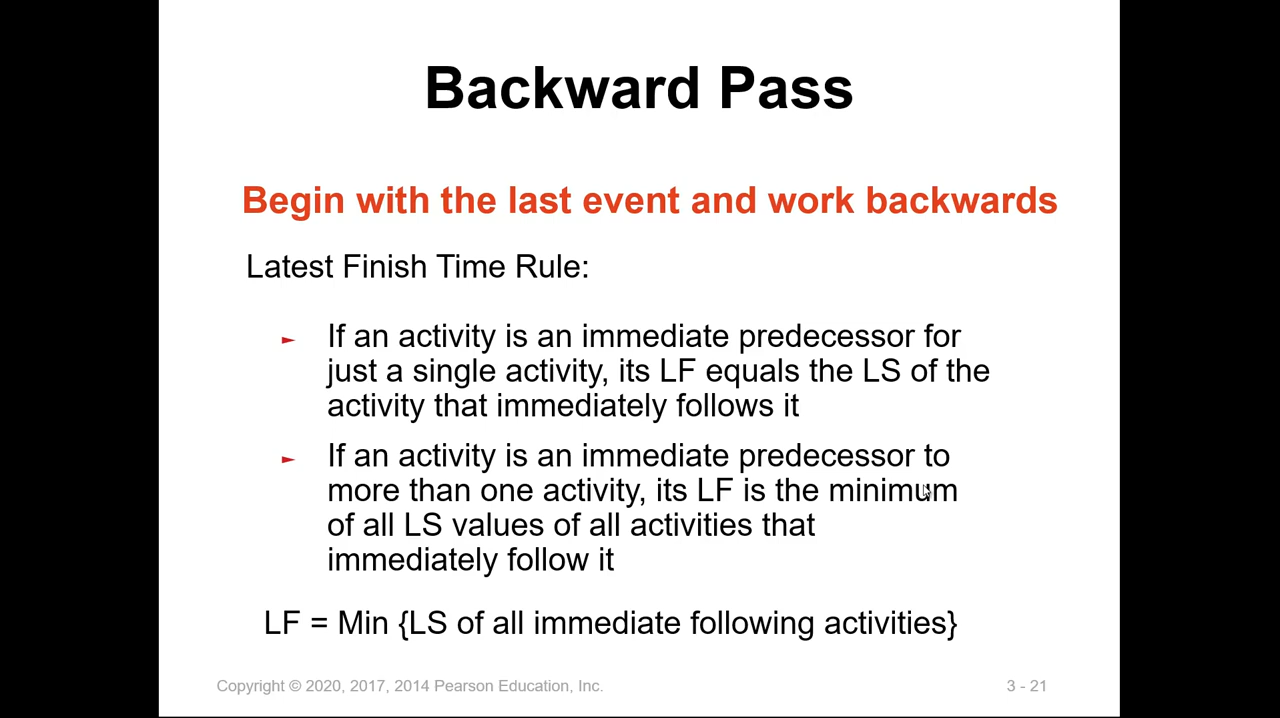 Backward Pass
Begin with the last event and work backwards
Latest Finish Time Rule:
► If an activity is an immediate predecessor for
just a single activity, its LF equals the LS of the
activity that immediately follows it
► If an activity is an immediate predecessor to
more than one activity, its LF is the minimum
of all LS values of all activities that
immediately follow it
LF = Min {LS of all immediate following activities}
Copyright © 2020, 2017, 2014 Pearson Education, Inc.
3 - 21